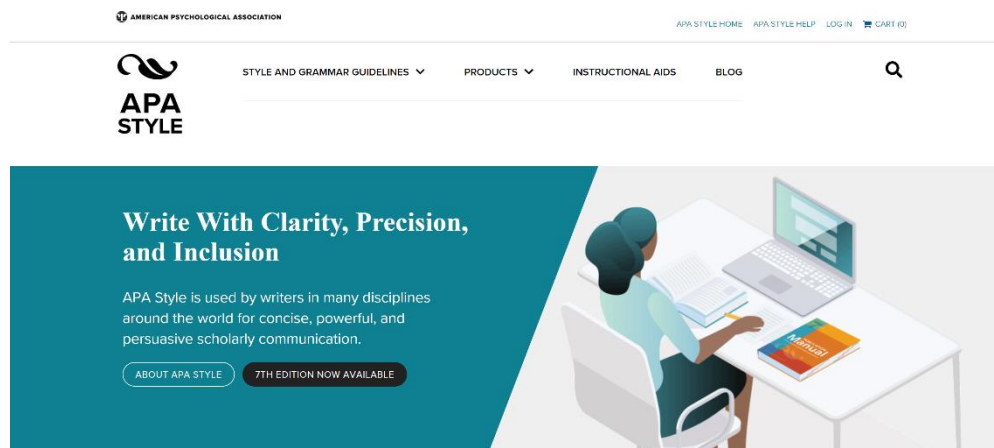 AMERICAN PSYCHOLOGICAL ASSOCIATION
APA STYLE HOME APA STYLE HELP LOG IN CART (0)
APA
STYLE
STYLE AND GRAMMAR GUIDELINES PRODUCTS INSTRUCTIONAL AIDS BLOG
Write With Clarity, Precision,
and Inclusion
APA Style is used by writers in many disciplines
around the world for concise, powerful, and
persuasive scholarly communication.
ABOUT APA STYLE 7TH EDITION NOW AVAILABLE
Manual